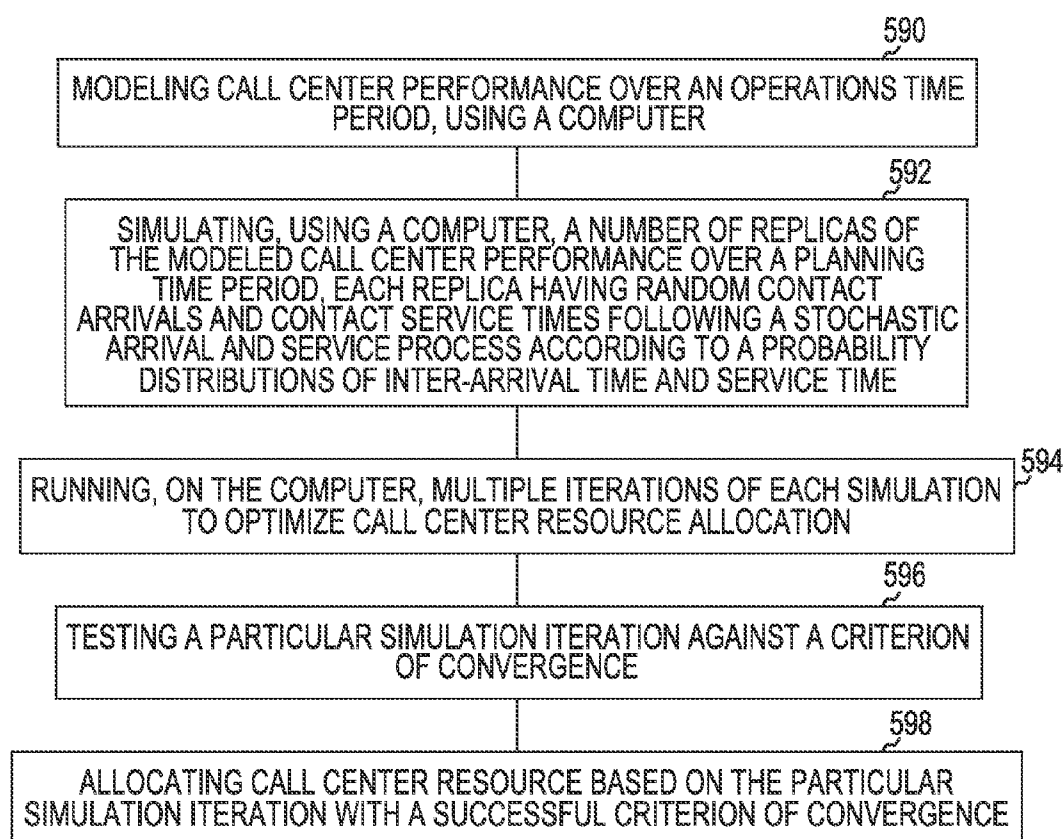 590
MODELING CALL CENTER PERFORMANCE OVER AN OPERATIONS TIME
PERIOD, USING A COMPUTER
592
SIMULATING, USING A COMPUTER, A NUMBER OF REPLICAS OF
THE MODELED CALL CENTER PERFORMANCE OVER A PLANNING
TIME PERIOD, EACH REPLICA HAVING RANDOM CONTACT
ARRIVALS AND CONTACT SERVICE TIMES FOLLOWING A STOCHASTIC
ARRIVAL AND SERVICE PROCESS ACCORDING TO A PROBABILITY
DISTRIBUTIONS OF INTER-ARRIVAL TIME AND SERVICE TIME
594
RUNNING, ON THE COMPUTER, MULTIPLE ITERATIONS OF EACH SIMULATION
TO OPTIMIZE CALL CENTER RESOURCE ALLOCATION
596
TESTING A PARTICULAR SIMULATION ITERATION AGAINST A CRITERION
OF CONVERGENCE
598
ALLOCATING CALL CENTER RESOURCE BASED ON THE PARTICULAR
SIMULATION ITERATION WITH A SUCCESSFUL CRITERION OF CONVERGENCE